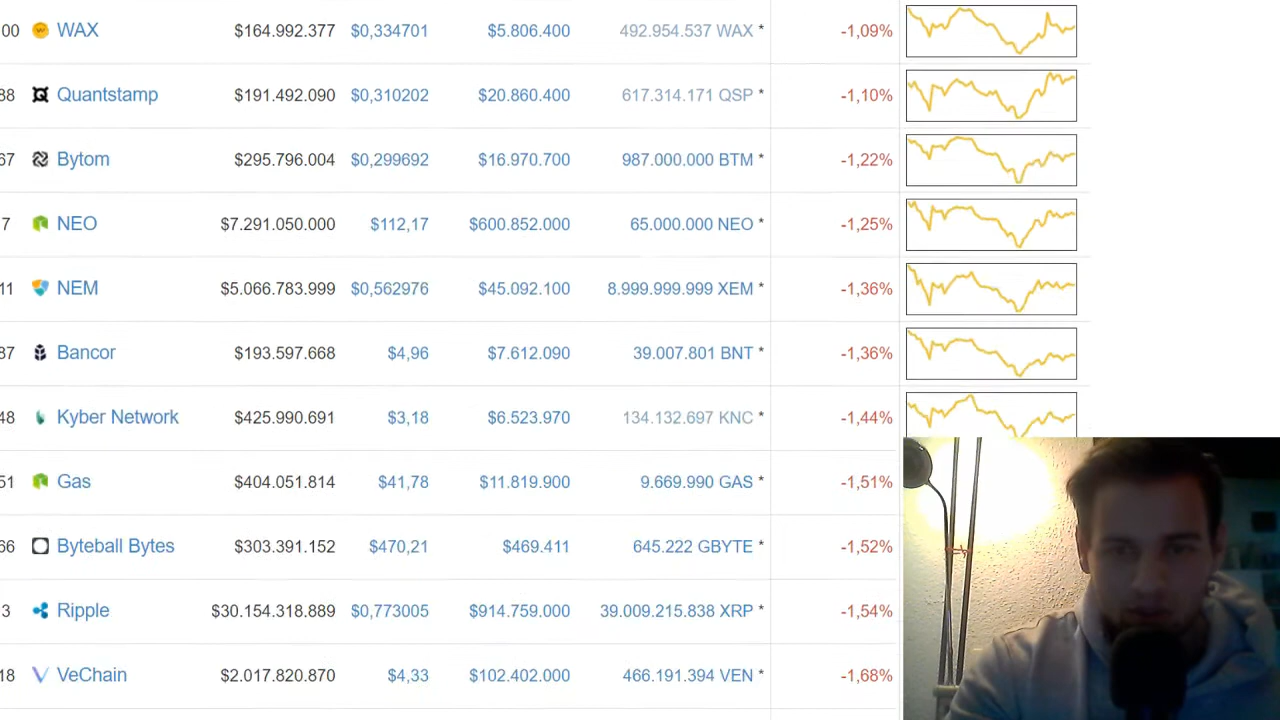 00 WAX $164.992.377 $0,334701 $5.806.400 492.954.537 WAX * -1,09%
88 Quantstamp $191.492.090 $0,310202 $20.860.400 617.314.171 QSP * -1,10%
67 Bytom $295.796.004 $0,299692 $16.970.700 987.000.000 BTM * -1,22%
7 NEO $7.291.050.000 $112,17 $600.852.000 65.000.000 NEO * -1,25%
11 NEM $5.066.783.999 $0,562976 $45.092.100 8.999.999.999 XEM * -1,36%
87 Bancor $193.597.668 $4,96 $7.612.090 39.007.801 BNT * -1,36%
48 Kyber Network $425.990.691 $3,18 $6.523.970 134.132.697 KNC * -1,44%
51 Gas $404.051.814 $41,78 $11.819.900 9.669.990 GAS * -1,51%
66 Byteball Bytes $303.391.152 $470,21 $469.411 645.222 GBYTE * -1,52%
3 Ripple $30.154.318.889 $0,773005 $914.759.000 39.009.215.838 XRP * -1,54%
18 VeChain $2.017.820.870 $4,33 $102.402.000 466.191.394 VEN * -1,68%